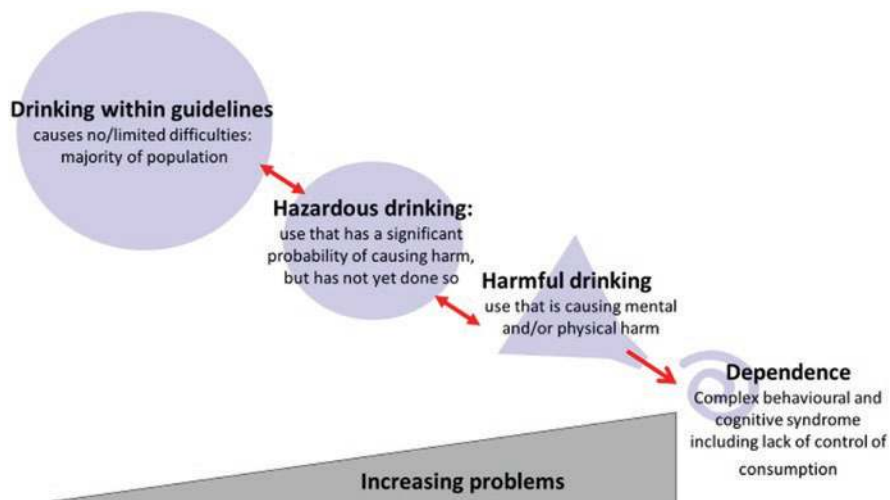 Drinking within guidelines
causes no/limited difficulties:
majority of population
Hazardous drinking:
use that has a significant
probability of causing harm,
but has not yet done so
Harmful drinking
use that is causing mental
and/or physical harm
Dependence
Complex behavioural and
cognitive syndrome
including lack of control of
consumption
Increasing problems